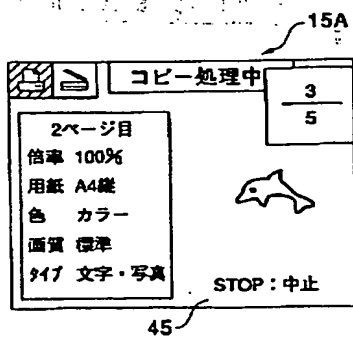 15A
コピー処理中
3
5
2ページ目
倍率 100%
用紙 A4縦
色 カラー
画質 標準
タイプ 文字・写真
STOP：中止
45